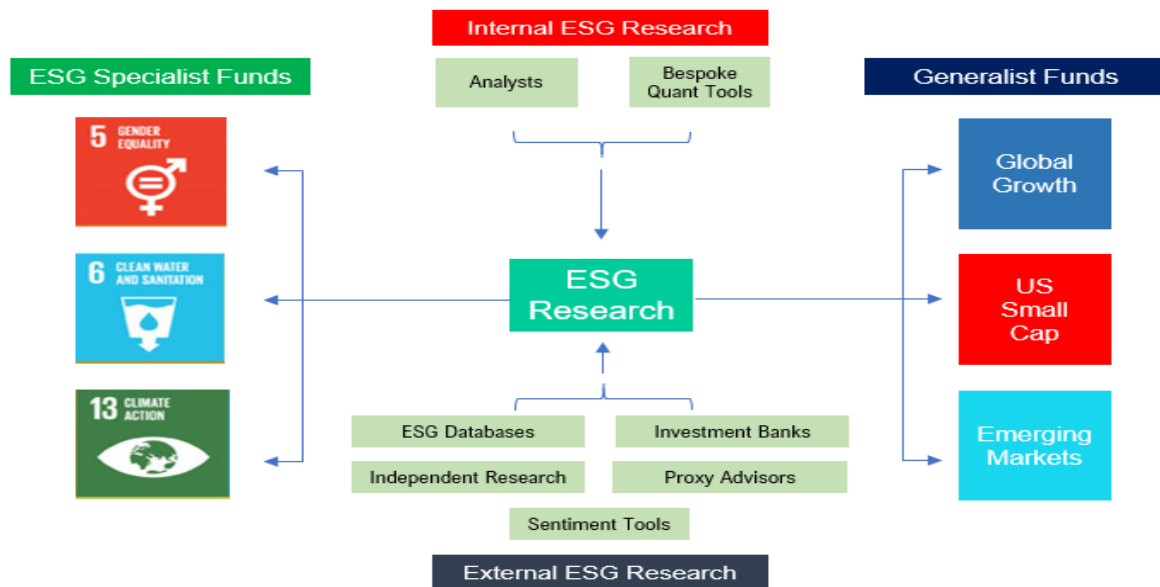 Internal ESG Research
ESG Specialist Funds
Generalist Funds
Analysts
Bespoke
Quant Tools
5 GENDER
EQUALITY
Global
Growth
6 CLEAN WATER
AND SANITATION
ESG
Research
US
Small
Cap
13 CLIMATE
ACTION
ESG Databases
Investment Banks
Independent Research
Proxy Advisors
Emerging
Markets
Sentiment Tools
External ESG Research